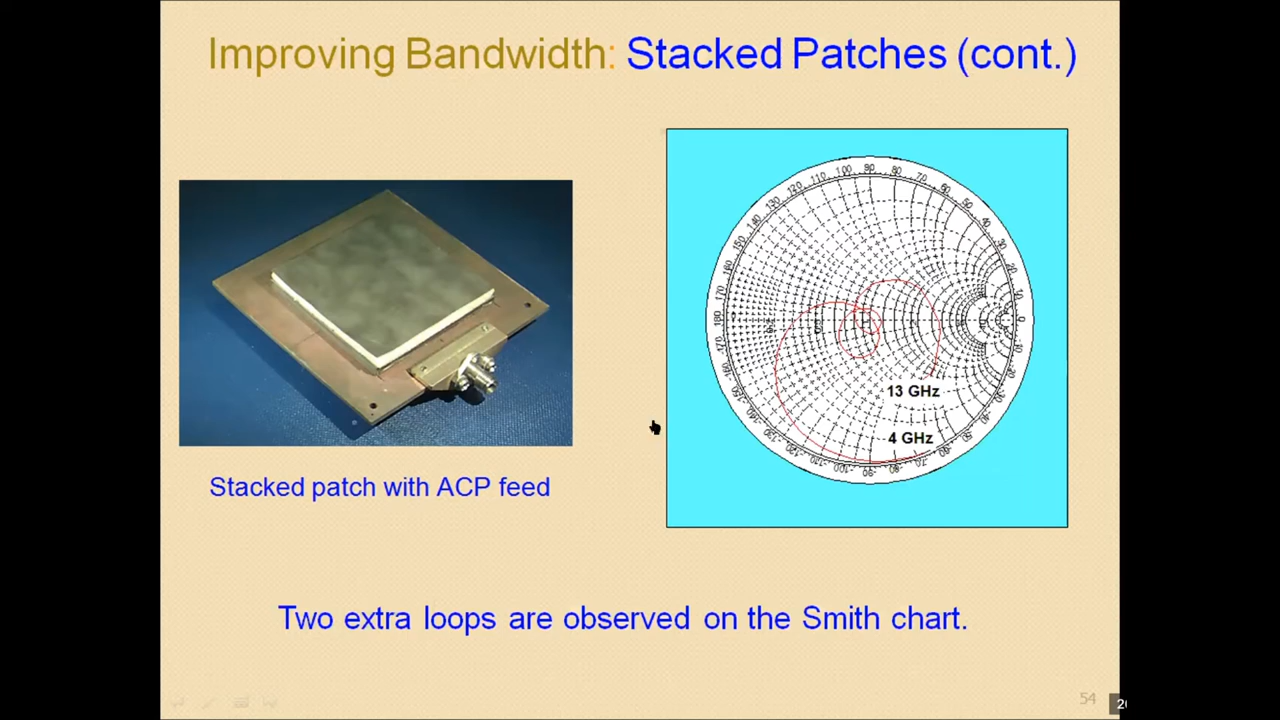 Improving Bandwidth: Stacked Patches (cont.)
13 GHz
4 GHz
Stacked patch with ACP feed
Two extra loops are observed on the Smith chart.
54